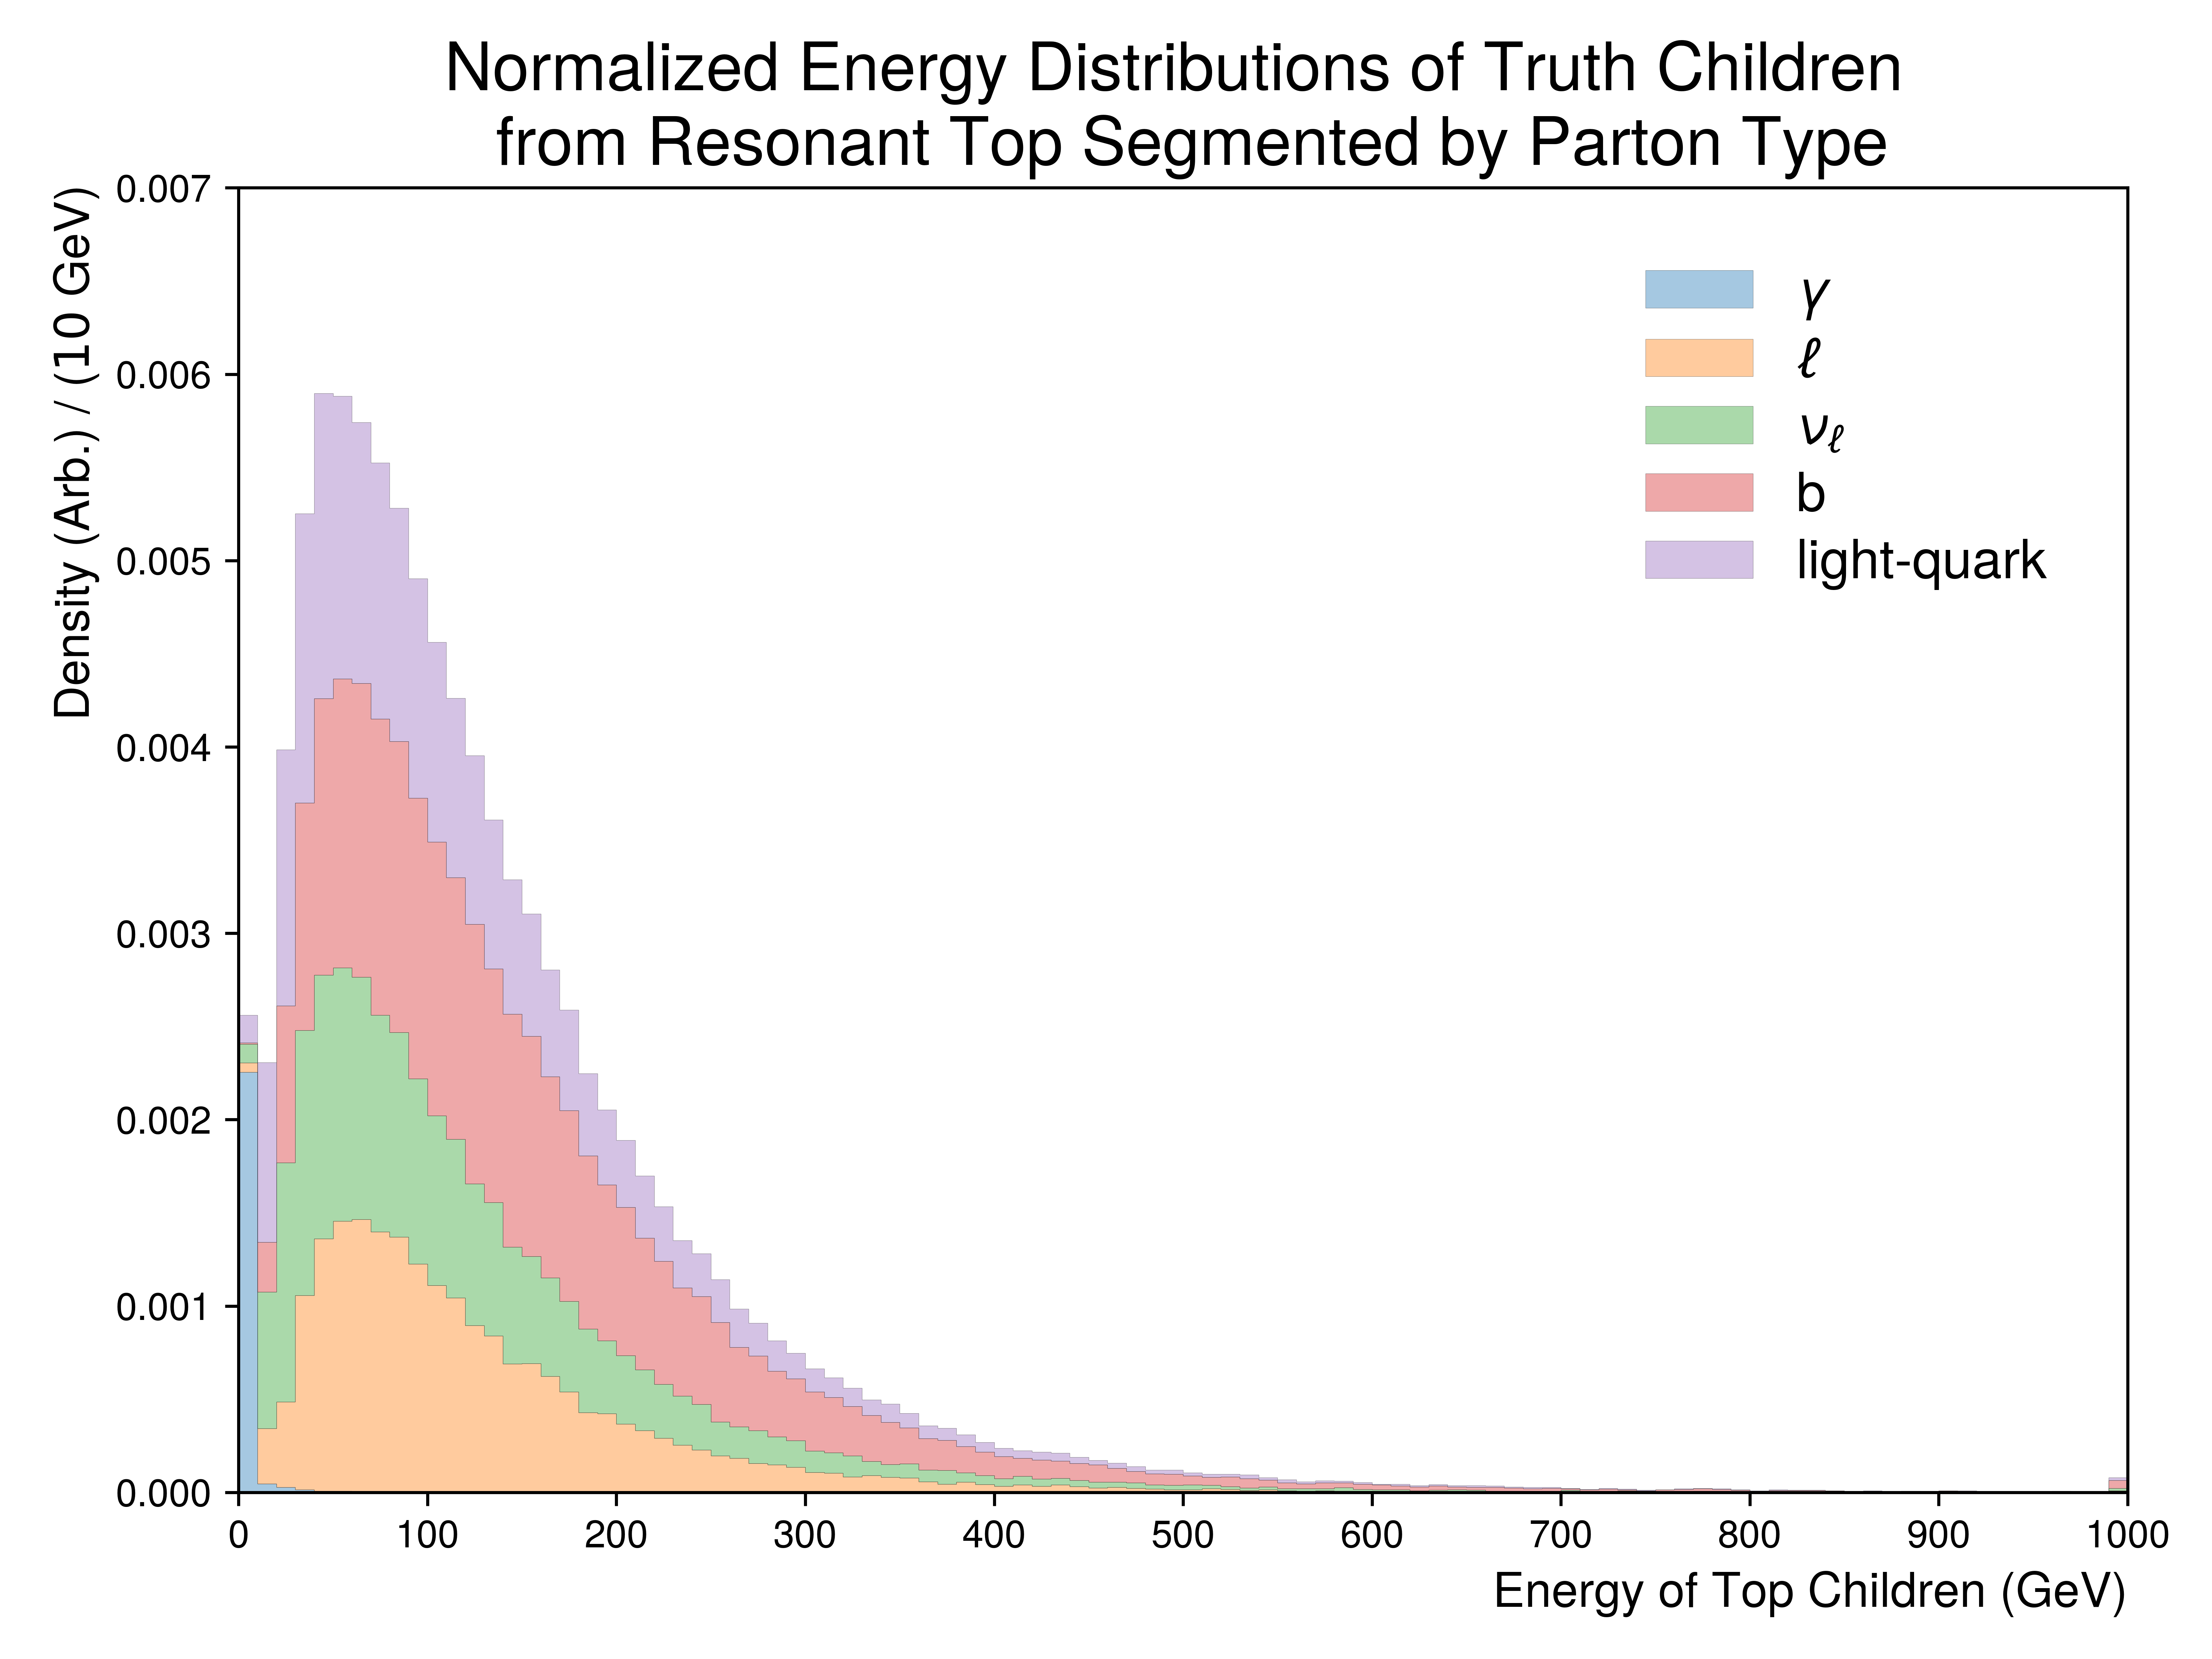 Normalized Energy Distributions of Truth Children
from Resonant Top Segmented by Parton Type
Density (Arb.) / (10 GeV)
0.007
0.006
0.005
0.004
0.003
0.002
0.001
0.000
γ
ℓ
νℓ
b
light-quark
0 100 200 300 400 500 600 700 800 900 1000
Energy of Top Children (GeV)